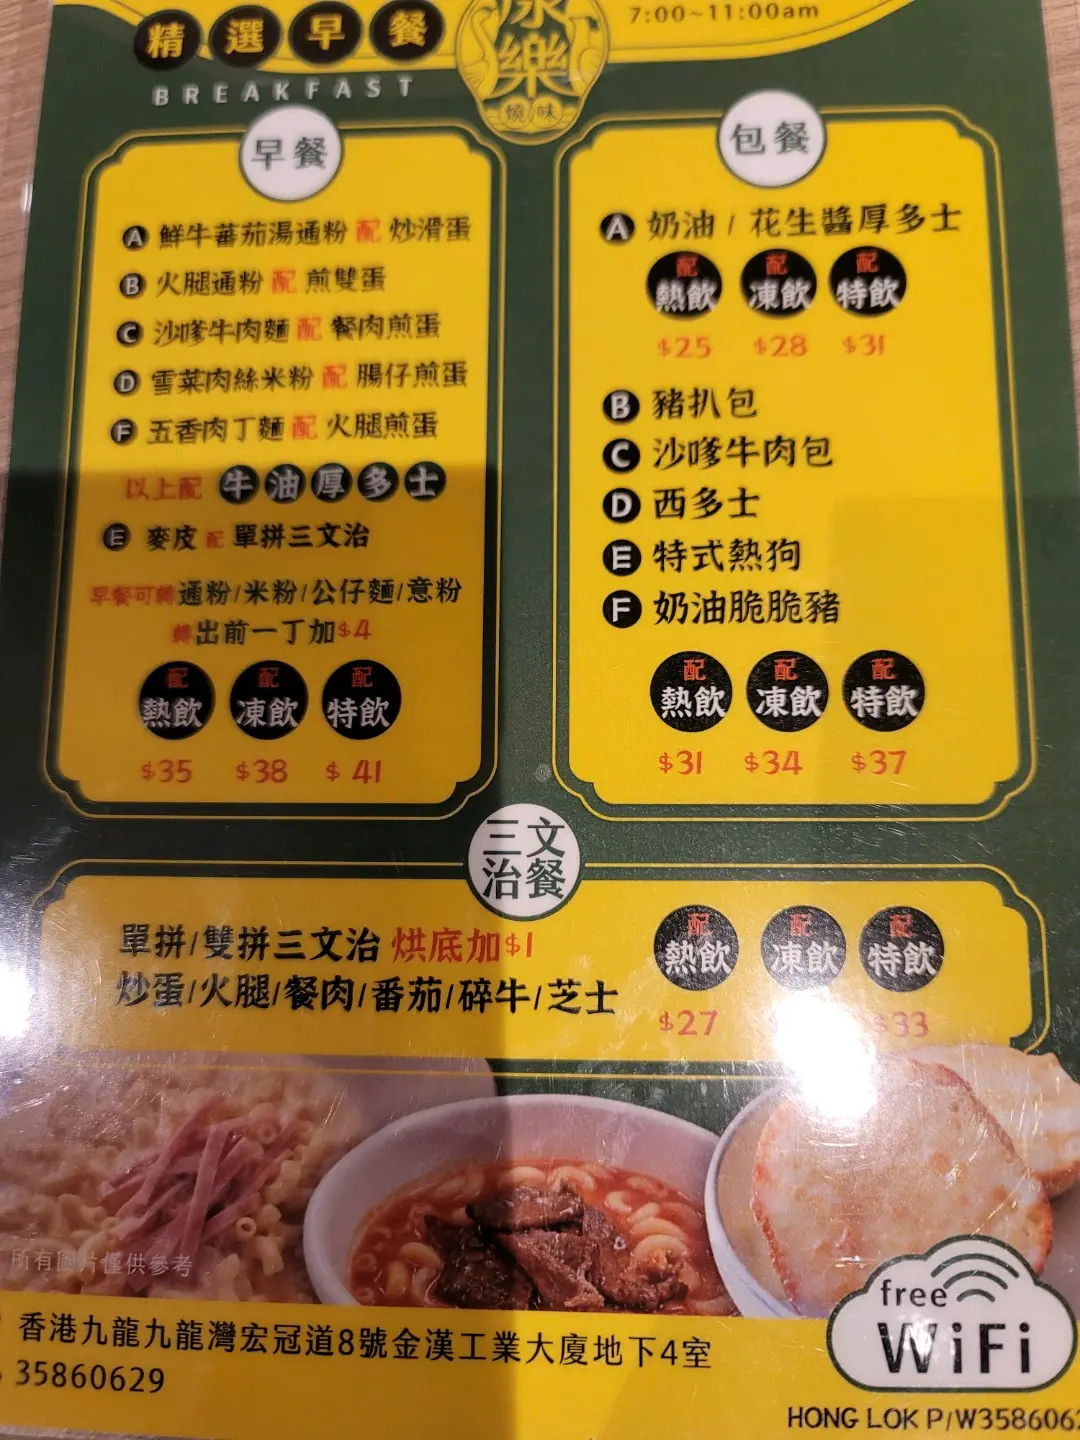 精選早餐
BREAKFAST
樂
燒味
7:00~11:00am
早餐
A 鮮牛蕃茄湯通粉 配 炒滑蛋
B 火腿通粉 配 煎雙蛋
C 沙嗲牛肉麵 配 餐肉煎蛋
D 雪菜肉絲米粉 配 腸仔煎蛋
F 五香肉丁麵 配 火腿煎蛋
以上配 牛油厚多士
E 麥皮 配 單拼三文治
早餐可轉通粉/米粉/公仔麵/意粉
轉出前一丁加$4
配熱飲 配凍飲 配特飲
$35 $38 $41
包餐
A 奶油 / 花生醬厚多士
配熱飲 配凍飲 配特飲
$25 $28 $31
B 豬扒包
C 沙嗲牛肉包
D 西多士
E 特式熱狗
F 奶油脆脆豬
配熱飲 配凍飲 配特飲
$31 $34 $37
三文治餐
單拼/雙拼三文治 烘底加$1
炒蛋/火腿/餐肉/番茄/碎牛/芝士
配熱飲 配凍飲 配特飲
$27 $33
所有圖片僅供參考
香港九龍九龍灣宏冠道8號金漢工業大廈地下4室
35860629
free
WiFi
HONG LOK P/W3586062